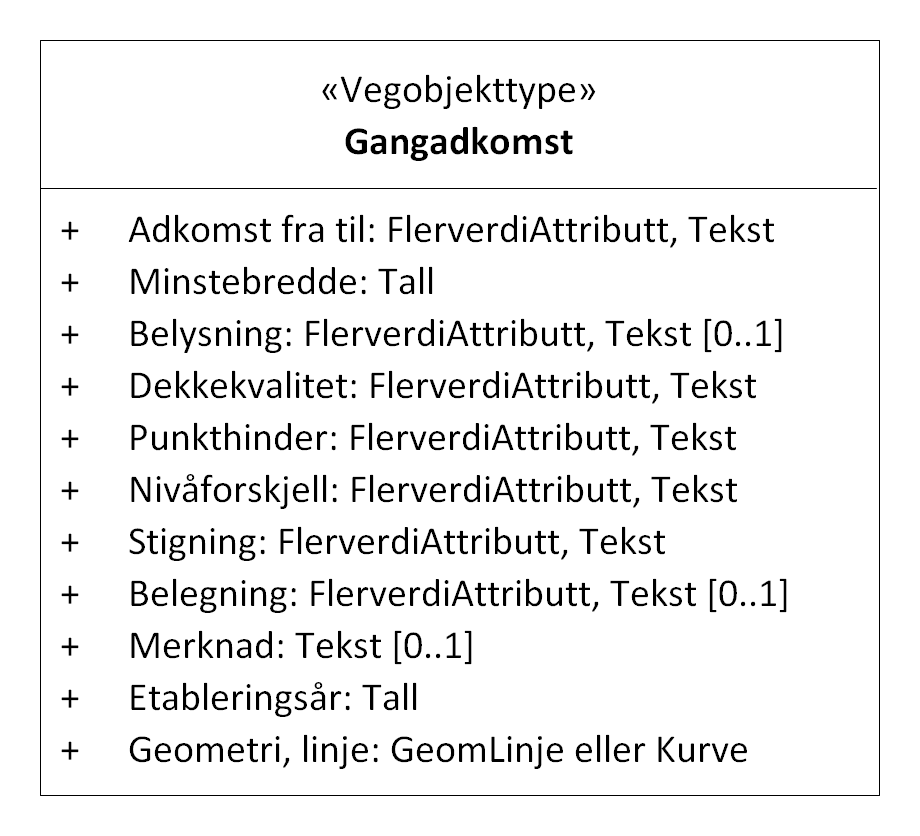 «Vegobjekttype»
Gangadkomst
+ Adkomst fra til: FlerverdiAttributt, Tekst
+ Minstebredde: Tall
+ Belysning: FlerverdiAttributt, Tekst [0..1]
+ Dekkekvalitet: FlerverdiAttributt, Tekst
+ Punkthinder: FlerverdiAttributt, Tekst
+ Nivåforskjell: FlerverdiAttributt, Tekst
+ Stigning: FlerverdiAttributt, Tekst
+ Belegning: FlerverdiAttributt, Tekst [0..1]
+ Merknad: Tekst [0..1]
+ Etableringsår: Tall
+ Geometri, linje: GeomLinje eller Kurve